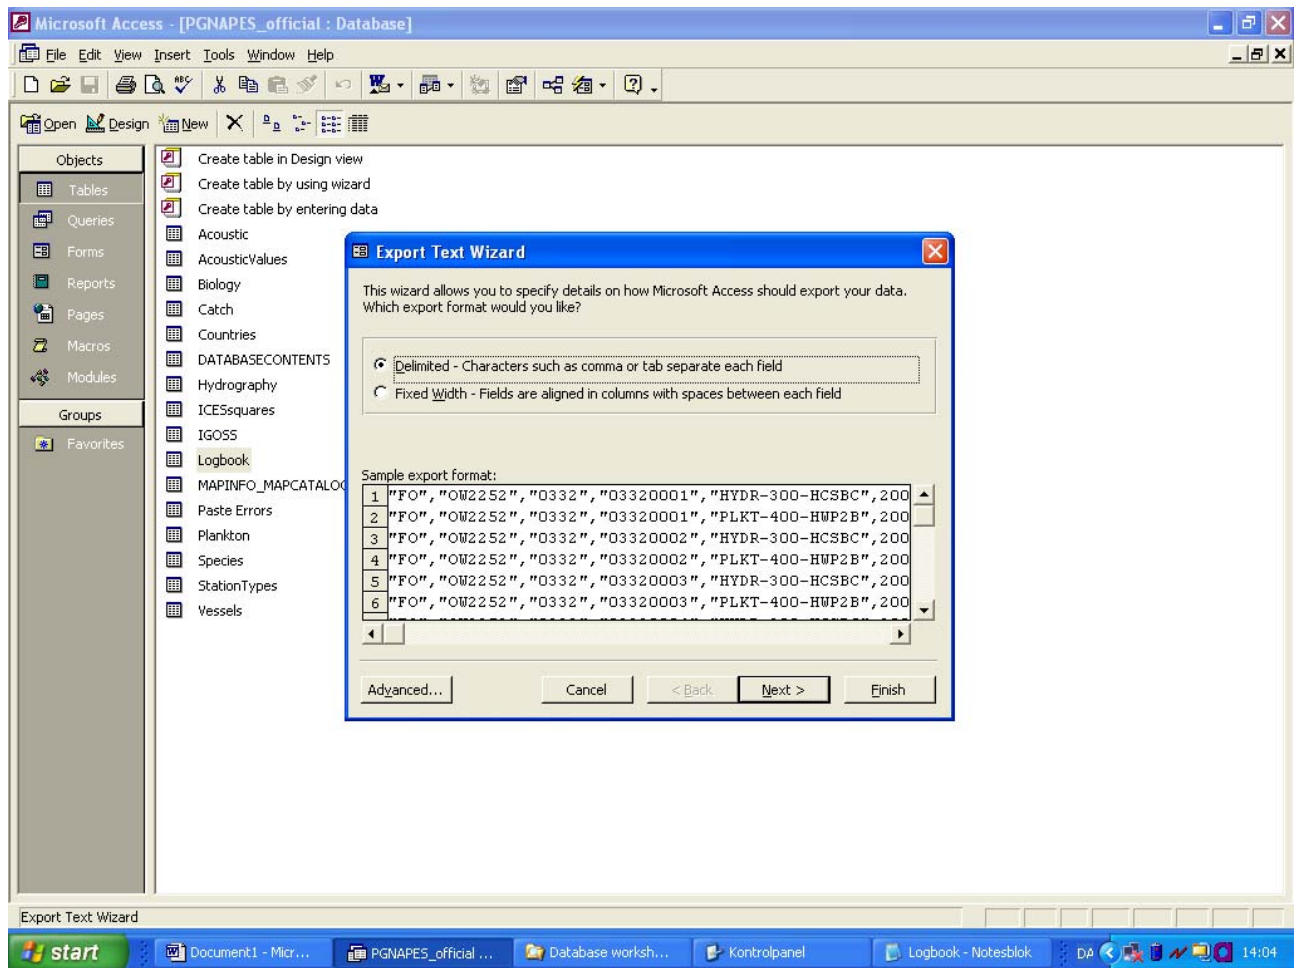 Microsoft Access - [PGNAPES_official : Database]
File Edit View Insert Tools Window Help
Open Design New
Objects
Tables
Queries
Forms
Reports
Pages
Macros
Modules
Groups
Favorites
Create table in Design view
Create table by using wizard
Create table by entering data
Acoustic
AcousticValues
Biology
Catch
Countries
DATABASECONTENTS
Hydrography
ICESsquares
IGOSS
Logbook
MAPINFO_MAPCATALOG
Paste Errors
Plankton
Species
StationTypes
Vessels
Export Text Wizard
This wizard allows you to specify details on how Microsoft Access should export your data.
Which export format would you like?
Delimited - Characters such as comma or tab separate each field
Fixed Width - Fields are aligned in columns with spaces between each field
Sample export format:
1 "FO","OW2252","0332","03320001","HYDR-300-HCSBC",200
2 "FO","OW2252","0332","03320001","PLKT-400-HWP2B",200
3 "FO","OW2252","0332","03320002","HYDR-300-HCSBC",200
4 "FO","OW2252","0332","03320002","PLKT-400-HWP2B",200
5 "FO","OW2252","0332","03320003","HYDR-300-HCSBC",200
6 "FO","OW2252","0332","03320003","PLKT-400-HWP2B",200
Advanced... Cancel < Back Next > Finish
Export Text Wizard
start Document1 - Micr... PGNAPES_official ... Database worksh... Kontrolpanel Logbook - Notesblok DA 14:04